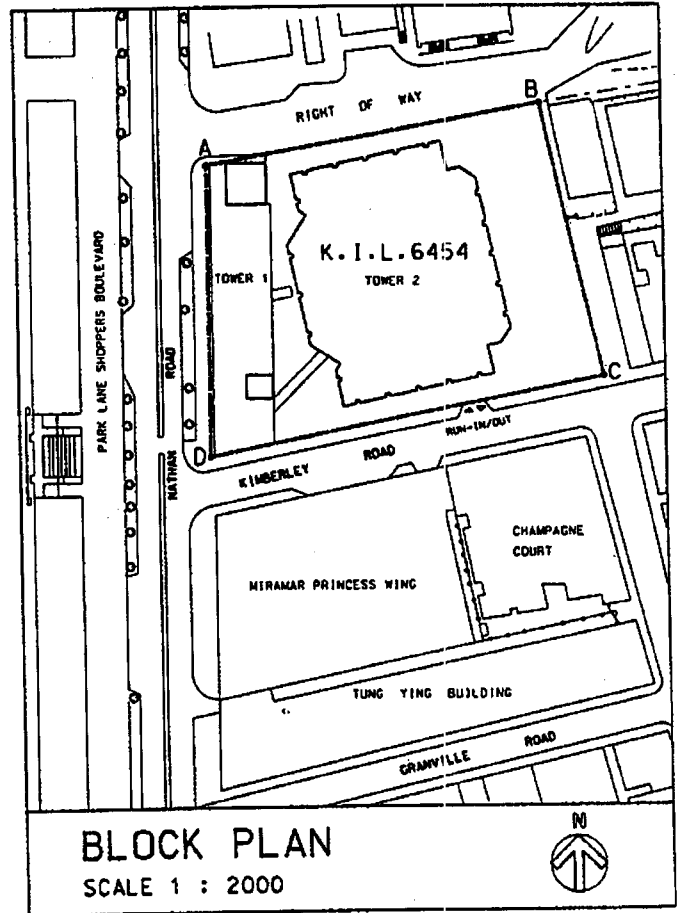 B
RIGHT OF WAY
A
K.I.L.6454
TOWER 1
TOWER 2
PARK LANE SHOPPERS BOULEVARD
NATHAN ROAD
C
RUN-IN/OUT
D
KIMBERLEY ROAD
CHAMPAGNE
COURT
MIRAMAR PRINCESS WING
TUNG YING BUILDING
GRANVILLE ROAD
BLOCK PLAN
SCALE 1 : 2000
N